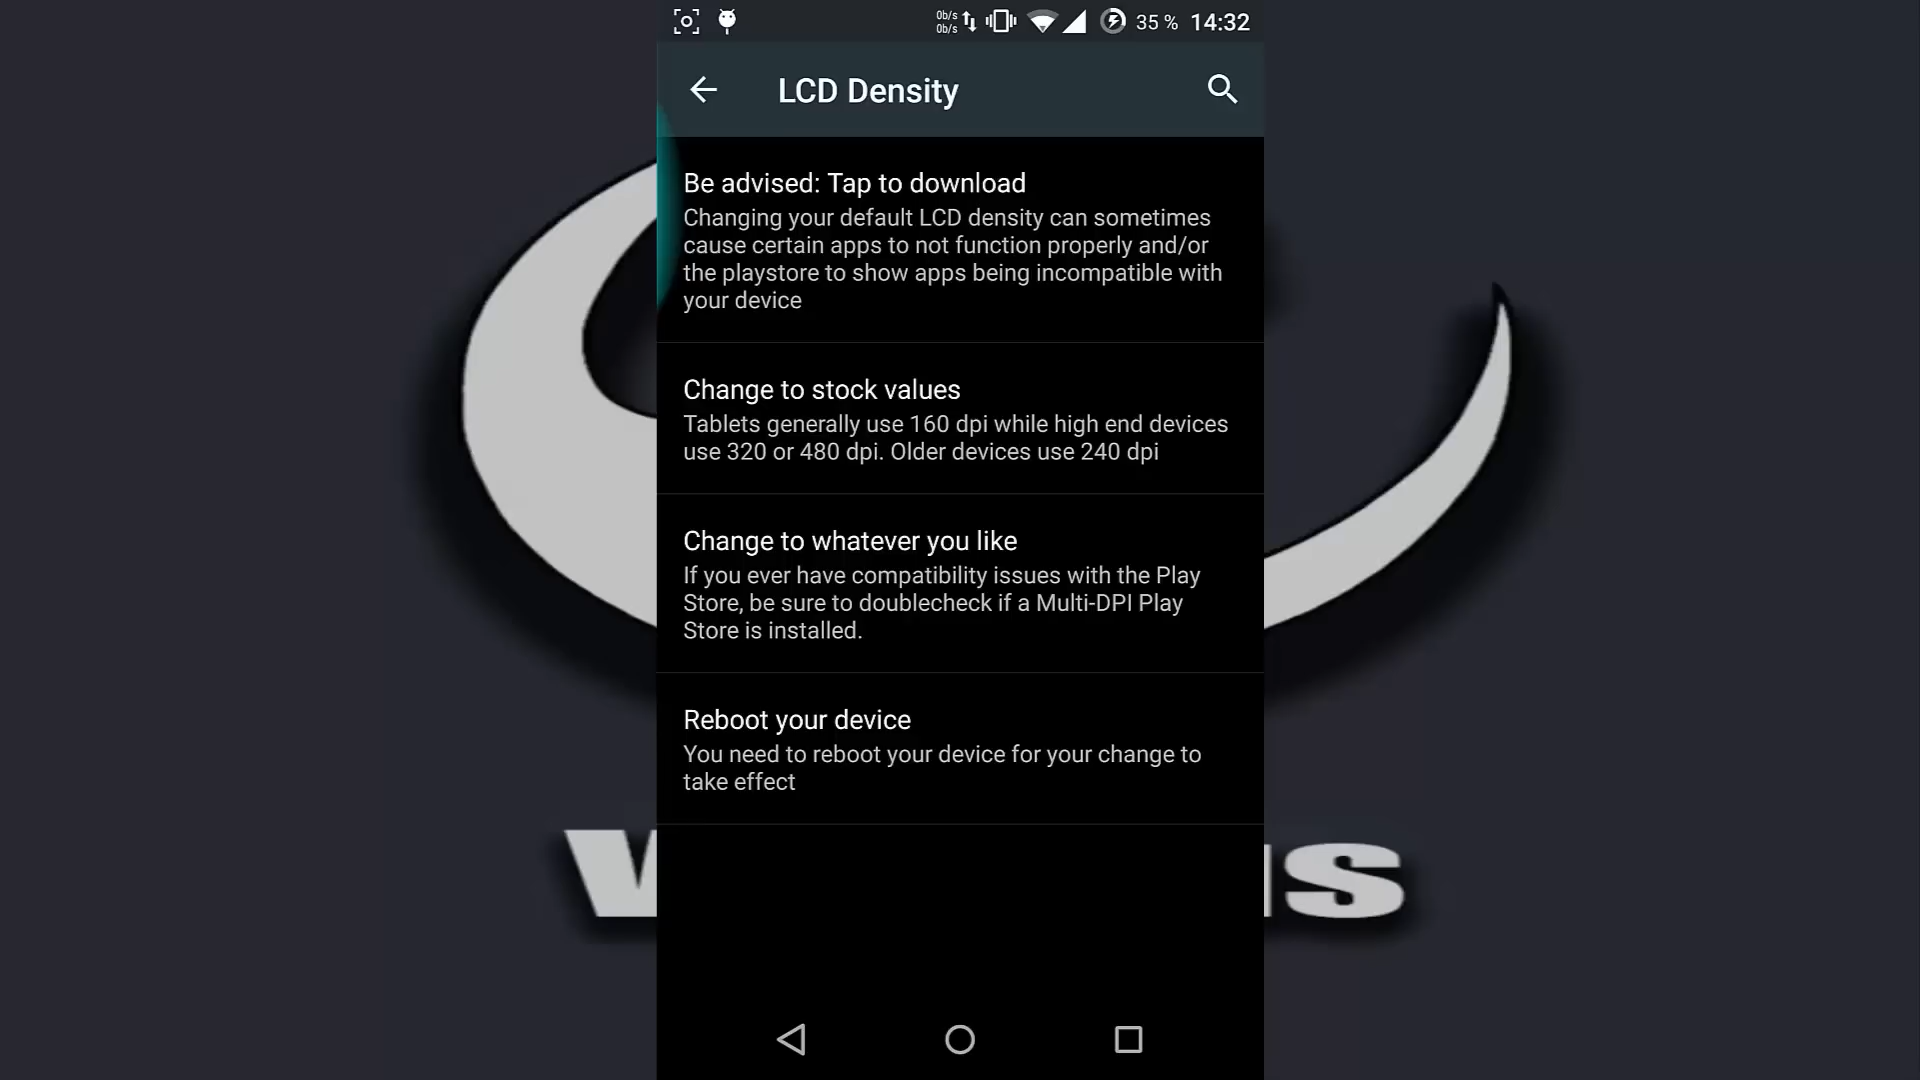 0b/s
0b/s
35 % 14:32
LCD Density
Be advised: Tap to download
Changing your default LCD density can sometimes
cause certain apps to not function properly and/or
the playstore to show apps being incompatible with
your device
Change to stock values
Tablets generally use 160 dpi while high end devices
use 320 or 480 dpi. Older devices use 240 dpi
Change to whatever you like
If you ever have compatibility issues with the Play
Store, be sure to doublecheck if a Multi-DPI Play
Store is installed.
Reboot your device
You need to reboot your device for your change to
take effect